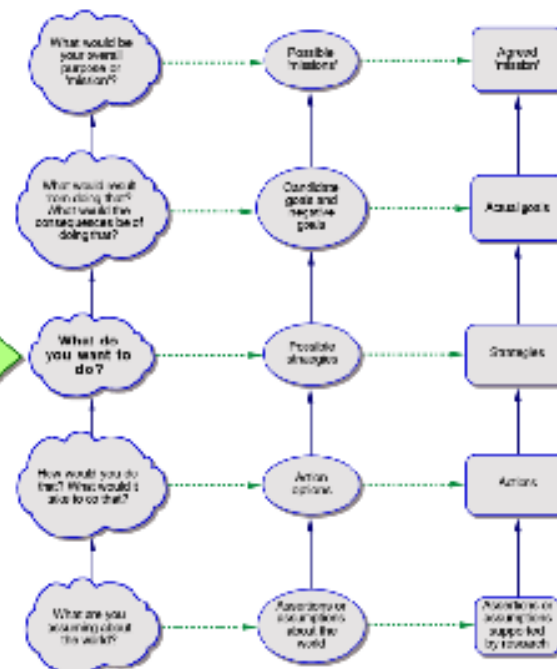 What would be
your overall
purpose or
'mission'?
Possible
'missions'
Agreed
'mission'
What would result
from doing that?
What would the
consequences be of
doing that?
Candidate
goals and
negative
goals
Actual goals
What do
you want to
do?
Possible
strategies
Strategies
How would you do
that? What would it
take to do that?
Action
options
Actions
What are you
assuming about
the world?
Assertions or
assumptions
about the
world
Assertions or
assumptions
supported
by research